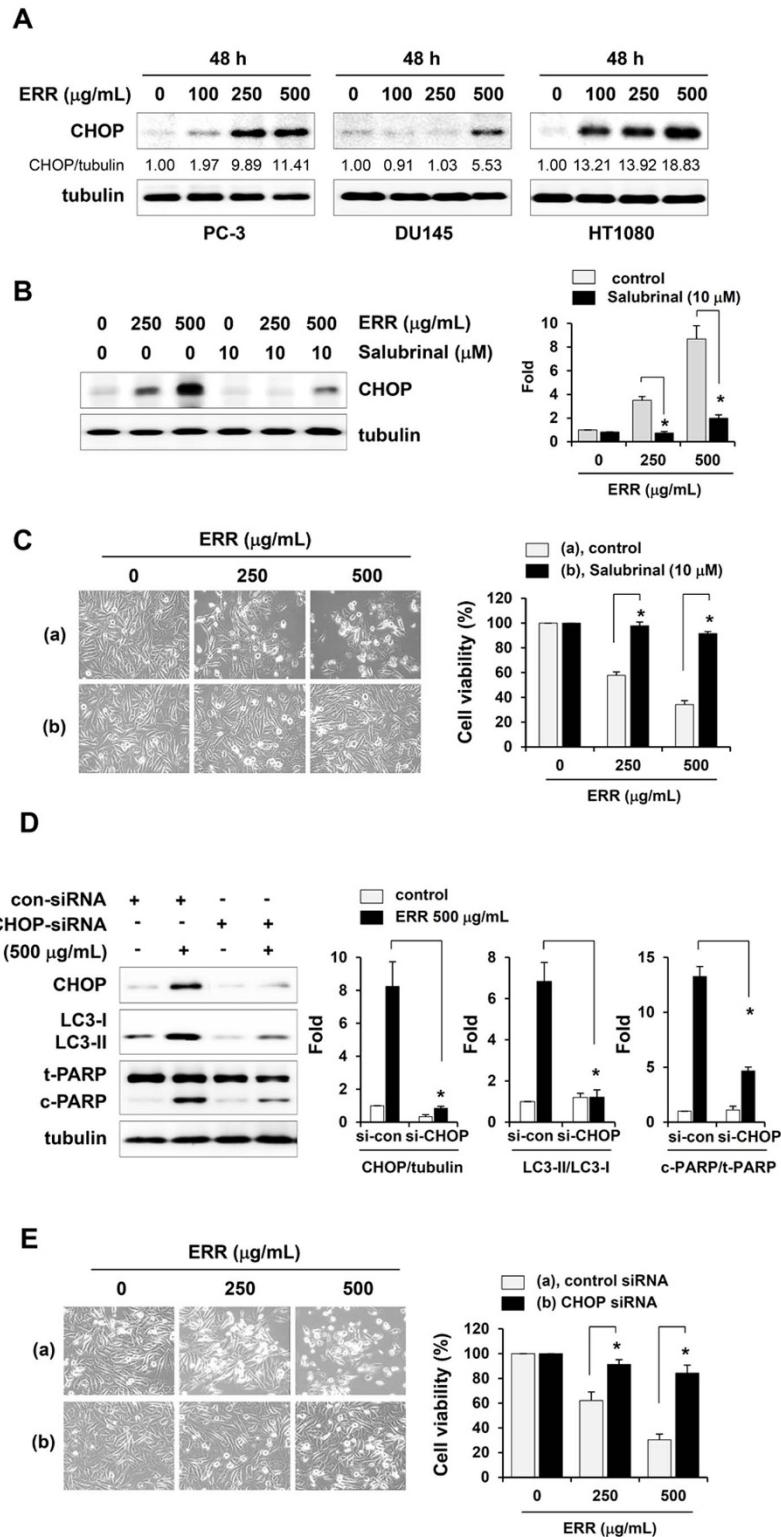 A
48 h 48 h 48 h
ERR (μg/mL) 0 100 250 500 0 100 250 500 0 100 250 500
CHOP
CHOP/tubulin 1.00 1.97 9.89 11.41 1.00 0.91 1.03 5.53 1.00 13.21 13.92 18.83
tubulin
PC-3 DU145 HT1080
B
0 250 500 0 250 500 ERR (μg/mL)
0 0 0 10 10 10 Salubrinal (μM)
CHOP
tubulin
control
Salubrinal (10 μM)
Fold
10
8
6
4
2
0
* *
0 250 500
ERR (μg/mL)
C
ERR (μg/mL)
0 250 500
(a)
(b)
(a), control
(b), Salubrinal (10 μM)
Cell viability (%)
120
100
80
60
40
20
0
* *
0 250 500
ERR (μg/mL)
D
con-siRNA + + - -
CHOP-siRNA - - + +
(500 μg/mL) - + - +
CHOP
LC3-I
LC3-II
t-PARP
c-PARP
tubulin
control
ERR 500 μg/mL
Fold
10
8
6
4
2
0
*
si-con si-CHOP
CHOP/tubulin
Fold
8
6
4
2
0
*
si-con si-CHOP
LC3-II/LC3-I
Fold
15
10
5
0
*
si-con si-CHOP
c-PARP/t-PARP
E
ERR (μg/mL)
0 250 500
(a)
(b)
(a), control siRNA
(b) CHOP siRNA
Cell viability (%)
120
100
80
60
40
20
0
* *
0 250 500
ERR (μg/mL)